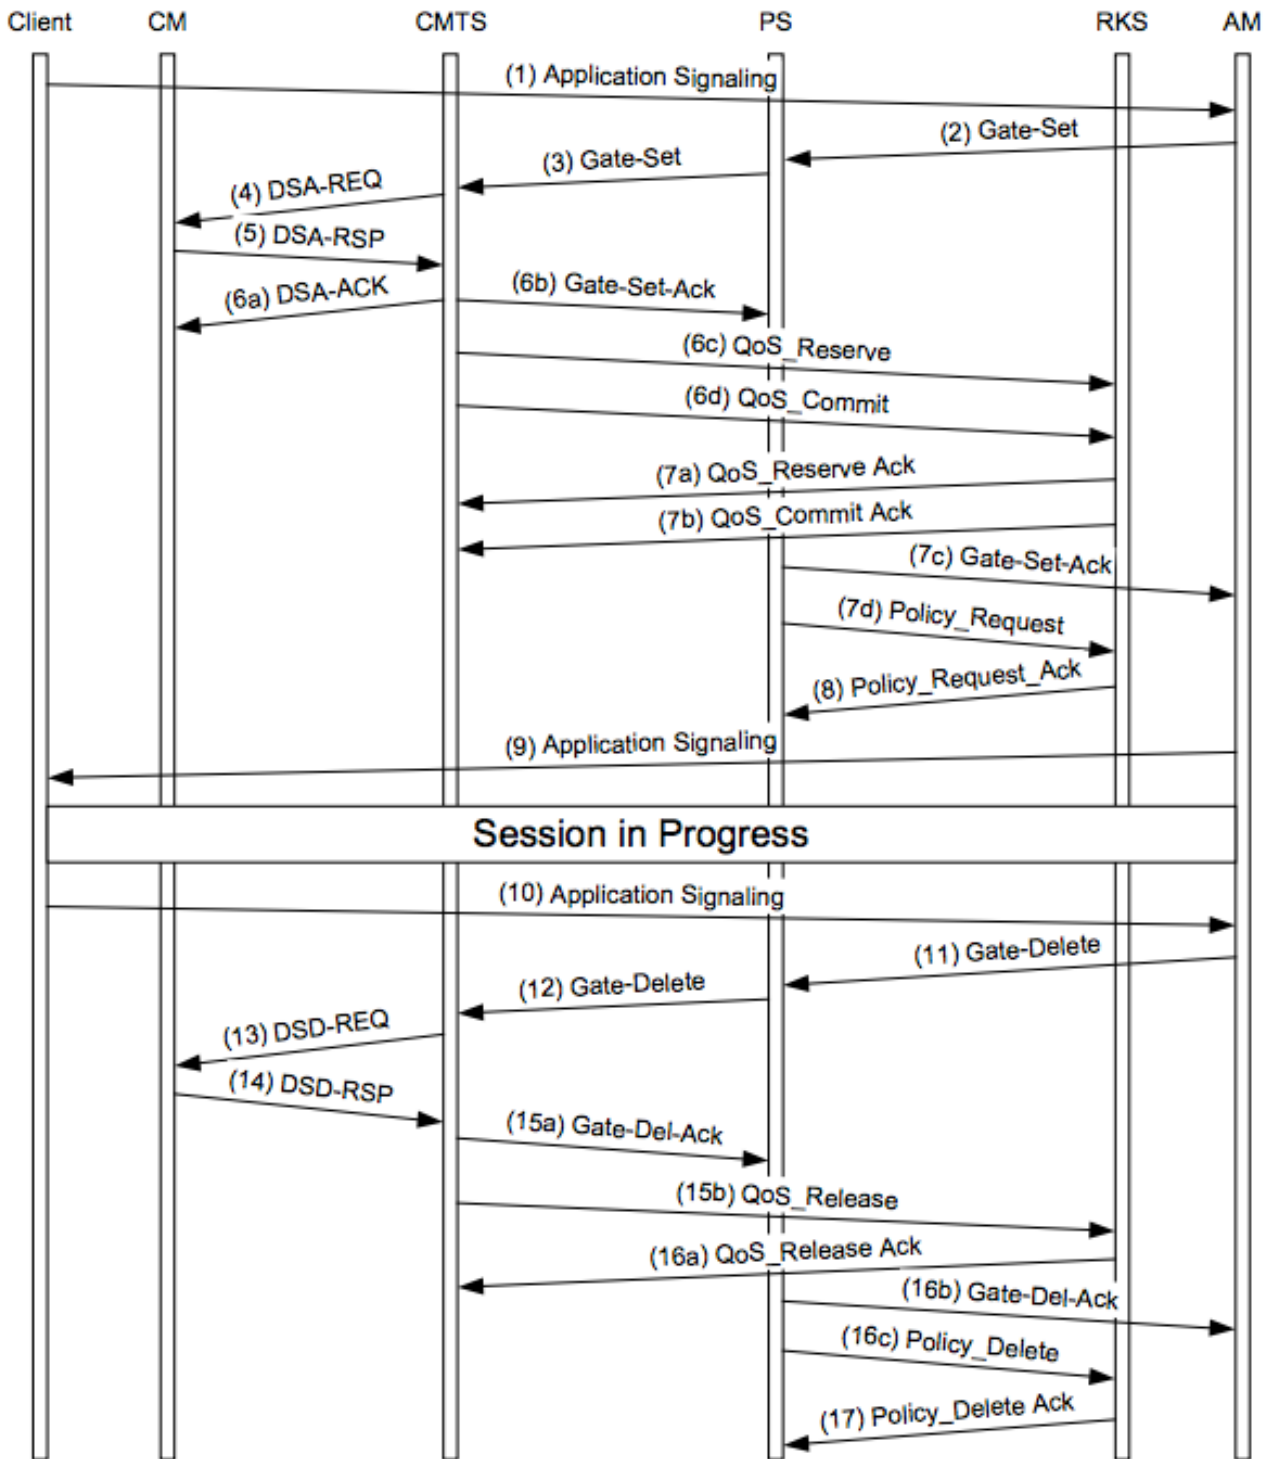 Client CM CMTS PS RKS AM
(1) Application Signaling
(2) Gate-Set
(3) Gate-Set
(4) DSA-REQ
(5) DSA-RSP
(6a) DSA-ACK
(6b) Gate-Set-Ack
(6c) QoS_Reserve
(6d) QoS_Commit
(7a) QoS_Reserve Ack
(7b) QoS_Commit Ack
(7c) Gate-Set-Ack
(7d) Policy_Request
(8) Policy_Request_Ack
(9) Application Signaling
Session in Progress
(10) Application Signaling
(11) Gate-Delete
(12) Gate-Delete
(13) DSD-REQ
(14) DSD-RSP
(15a) Gate-Del-Ack
(15b) QoS_Release
(16a) QoS_Release Ack
(16b) Gate-Del-Ack
(16c) Policy_Delete
(17) Policy_Delete Ack